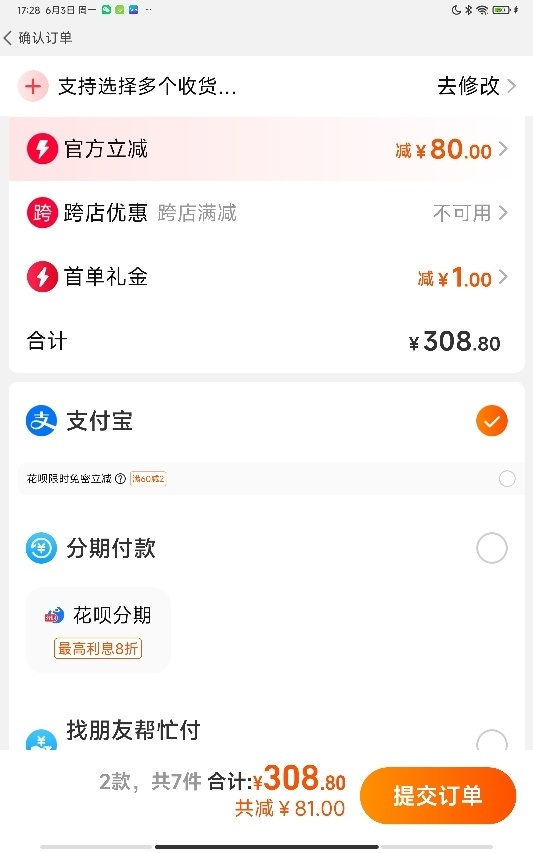 17:28 6月3日 周一
确认订单
支持选择多个收货... 去修改
官方立减 减¥80.00
跨 跨店优惠 跨店满减 不可用
首单礼金 减¥1.00
合计 ¥308.80
支 支付宝
花呗限时免密立减 ? 满60减2
分期付款
花呗分期
最高利息8折
找朋友帮忙付
2款，共7件 合计:¥308.80
共减¥81.00
提交订单